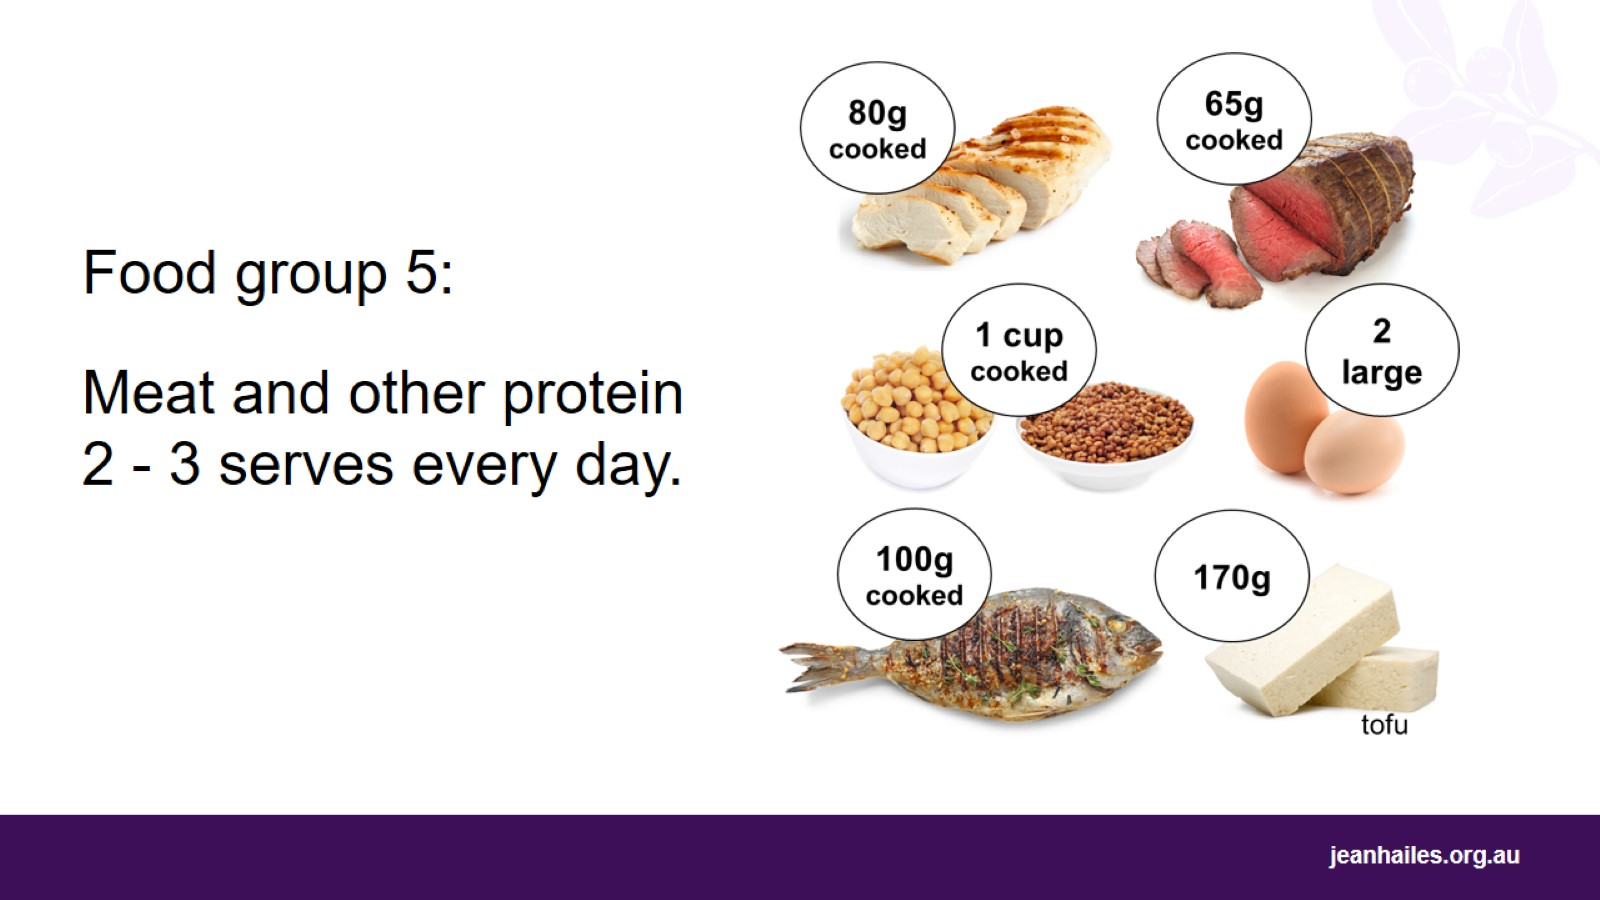 Food group 5:
Meat and other protein
2 - 3 serves every day.
80g
cooked
65g
cooked
1 cup
cooked
2
large
100g
cooked
170g
tofu
jeanhailes.org.au